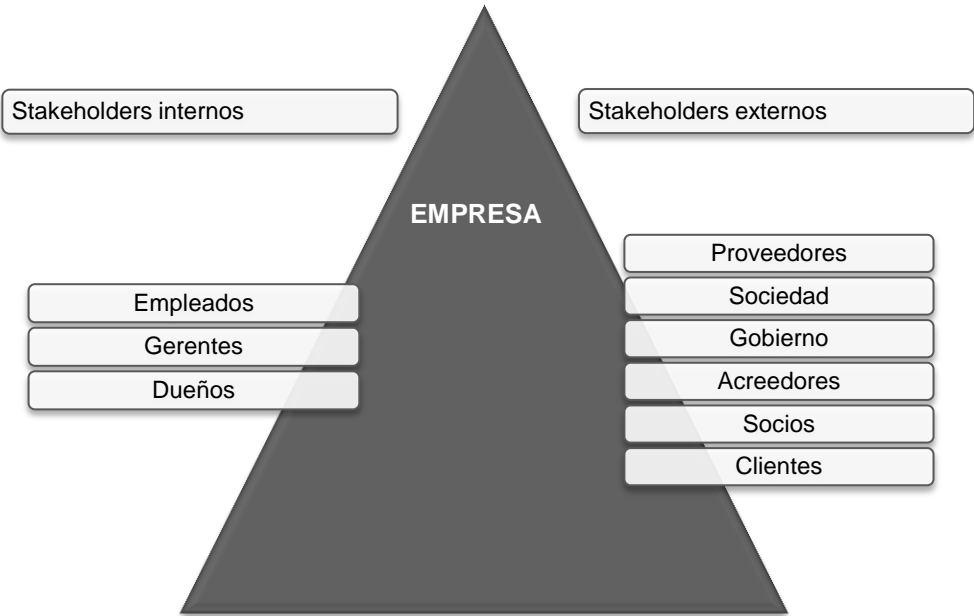 Stakeholders internos
Stakeholders externos
EMPRESA
Empleados
Gerentes
Dueños
Proveedores
Sociedad
Gobierno
Acreedores
Socios
Clientes